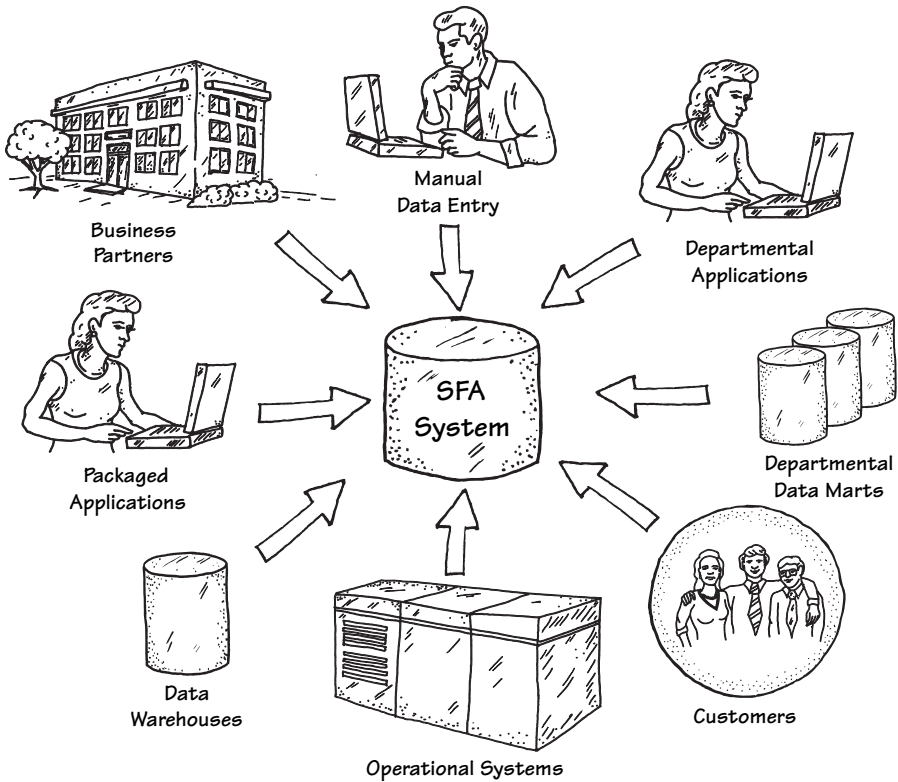 Manual
Data Entry
Business
Partners
Departmental
Applications
SFA
System
Packaged
Applications
Departmental
Data Marts
Data
Warehouses
Customers
Operational Systems